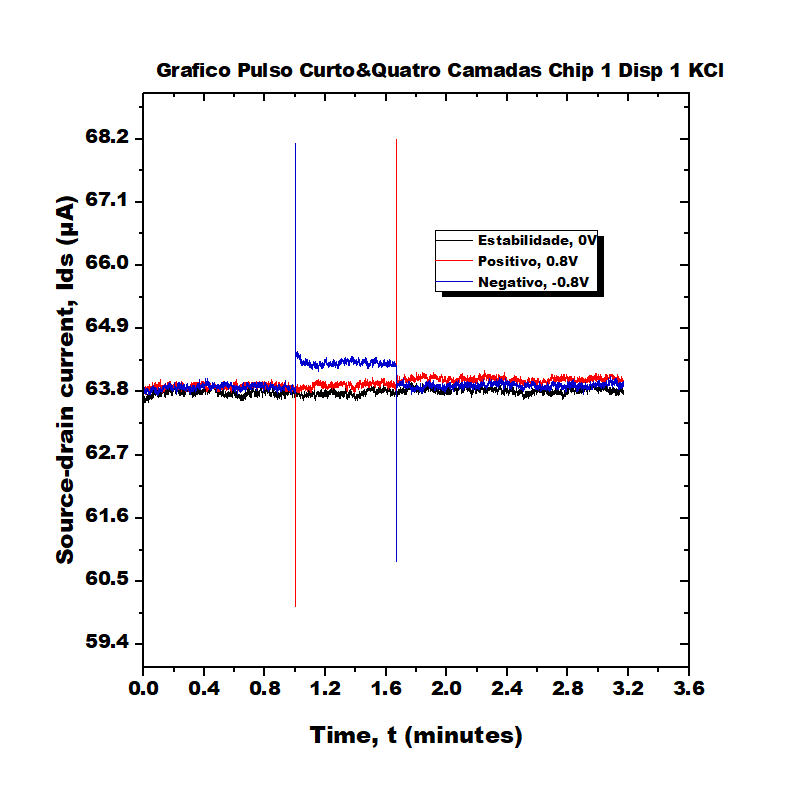 Grafico Pulso Curto&Quatro Camadas Chip 1 Disp 1 KCl
68.2
67.1
66.0
64.9
63.8
62.7
61.6
60.5
59.4
Source-drain current, Ids (µA)
Estabilidade, 0V
Positivo, 0.8V
Negativo, -0.8V
0.0 0.4 0.8 1.2 1.6 2.0 2.4 2.8 3.2 3.6
Time, t (minutes)